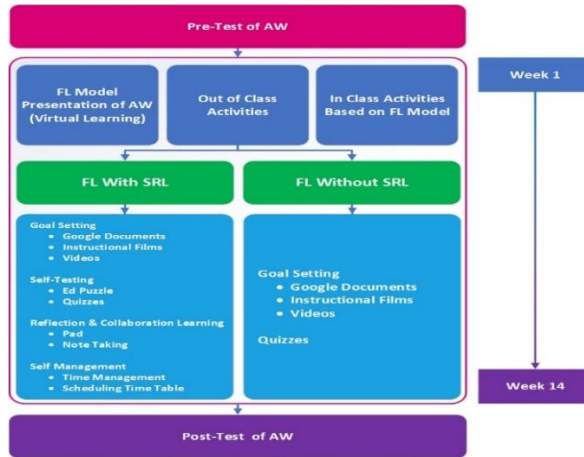 Pre-Test of AW
Week 1
FL Model
Presentation of AW
(Virtual Learning)
Out of Class
Activities
In Class Activities
Based on FL Model
FL With SRL
FL Without SRL
Goal Setting
• Google Documents
• Instructional Films
• Videos
Self-Testing
• Ed Puzzle
• Quizzes
Reflection & Collaboration Learning
• Pad
• Note Taking
Self Management
• Time Management
• Scheduling Time Table
Goal Setting
• Google Documents
• Instructional Films
• Videos
Quizzes
Week 14
Post-Test of AW